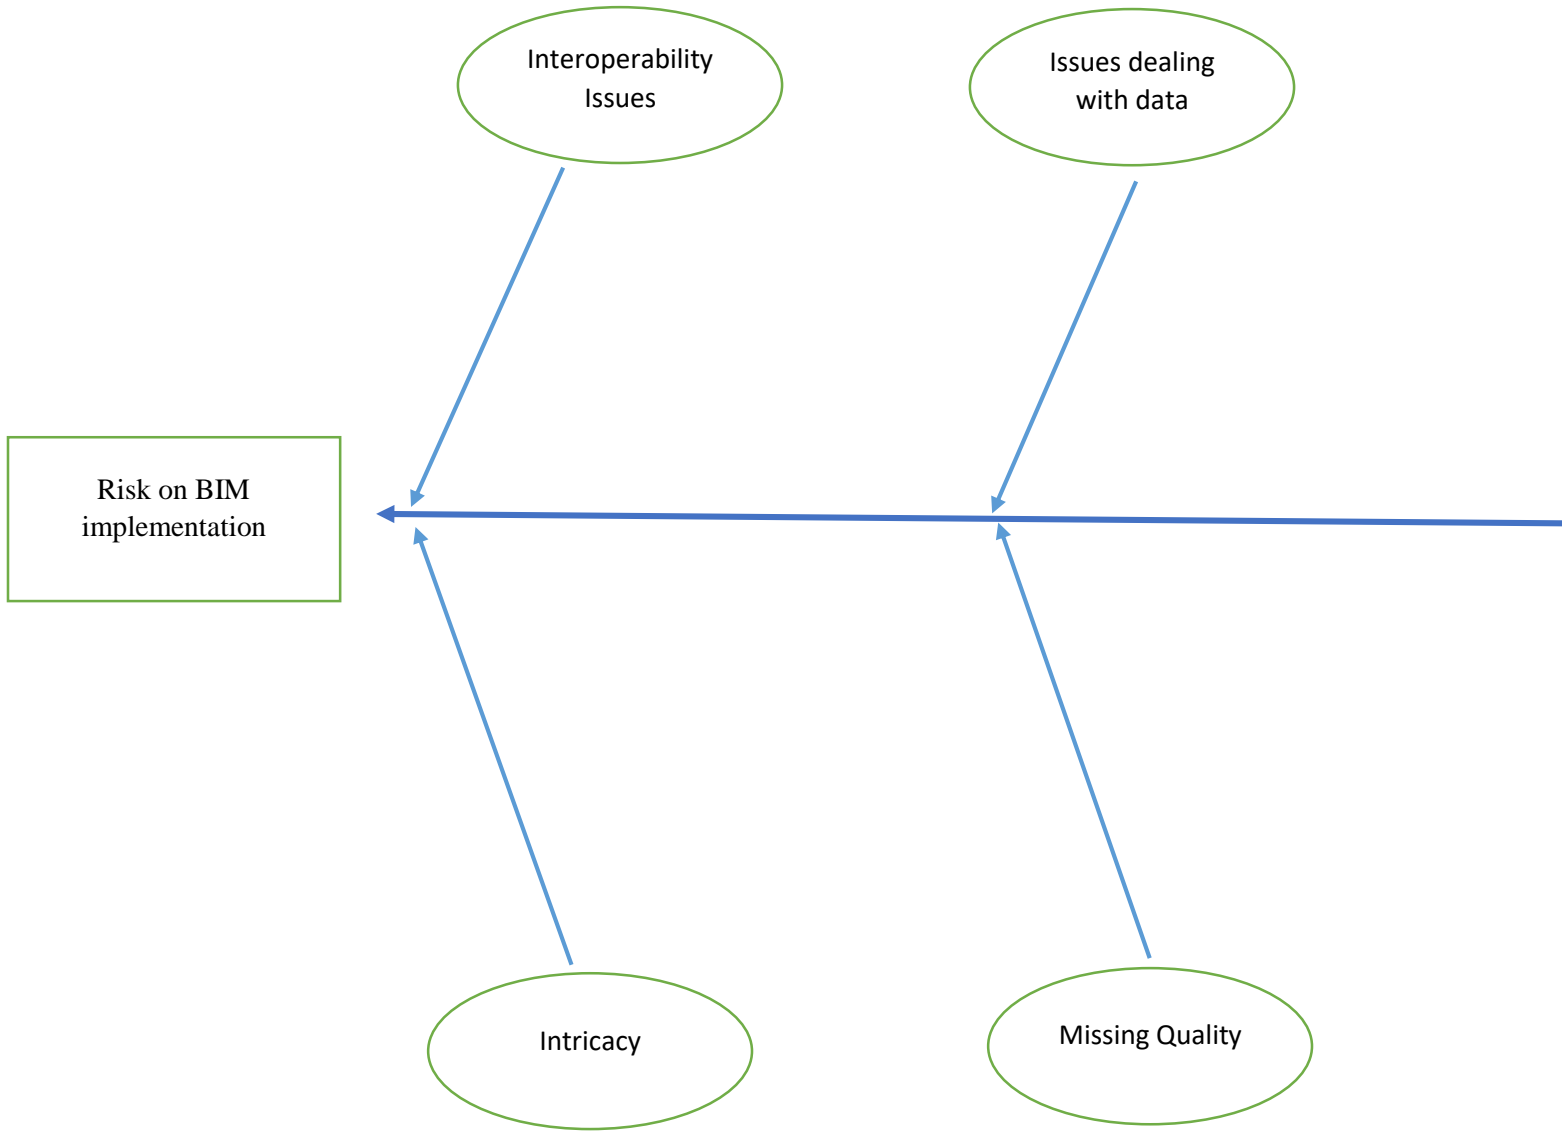 Interoperability
Issues
Issues dealing
with data
Risk on BIM
implementation
Intricacy
Missing Quality